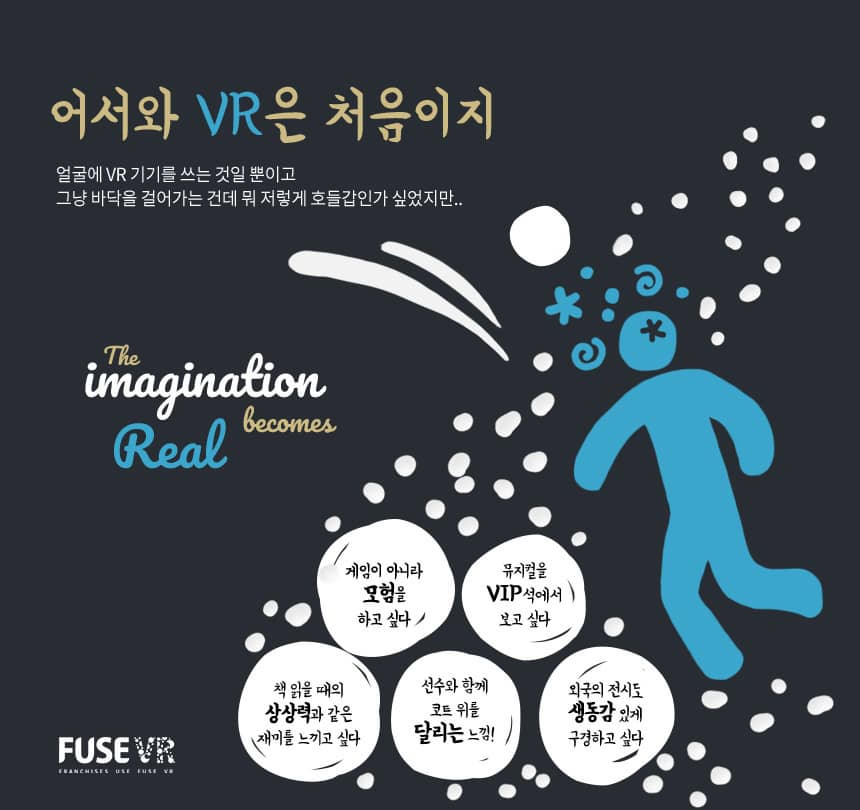 어서와 VR은 처음이지
얼굴에 VR 기기를 쓰는 것일 뿐이고
그냥 바닥을 걸어가는 건데 뭐 저렇게 호들갑인가 싶었지만..
The
imagination
becomes
Real
게임이 아니라
모험을
하고 싶다
뮤지컬을
VIP석에서
보고 싶다
책 읽을 때의
상상력과 같은
재미를 느끼고 싶다
선수와 함께
코트 위를
달리는 느낌!
외국의 전시도
생동감 있게
구경하고 싶다
FUSE VR
FRANCHISES USE FUSE VR